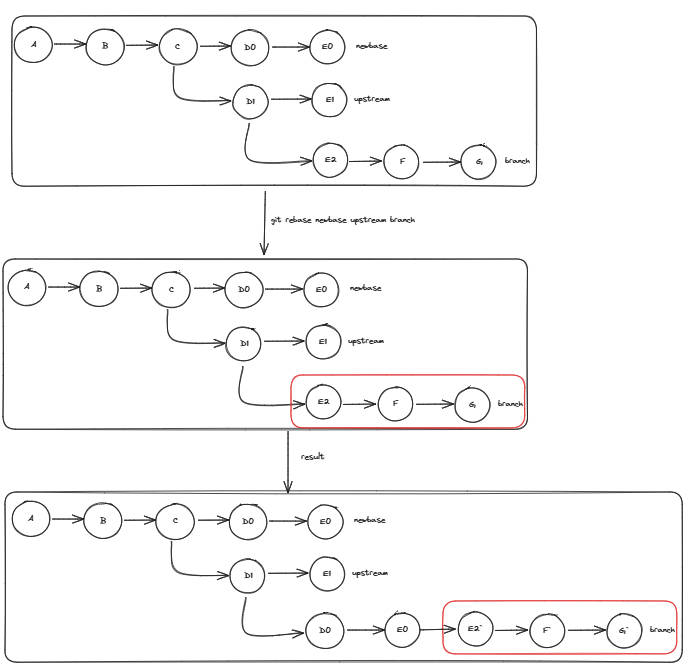 A B C D0 E0 newbase
D1 E1 upstream
E2 F G branch
git rebase newbase upstream branch
A B C D0 E0 newbase
D1 E1 upstream
E2 F G branch
result
A B C D0 E0 newbase
D1 E1 upstream
D0 E0 E2` F` G` branch